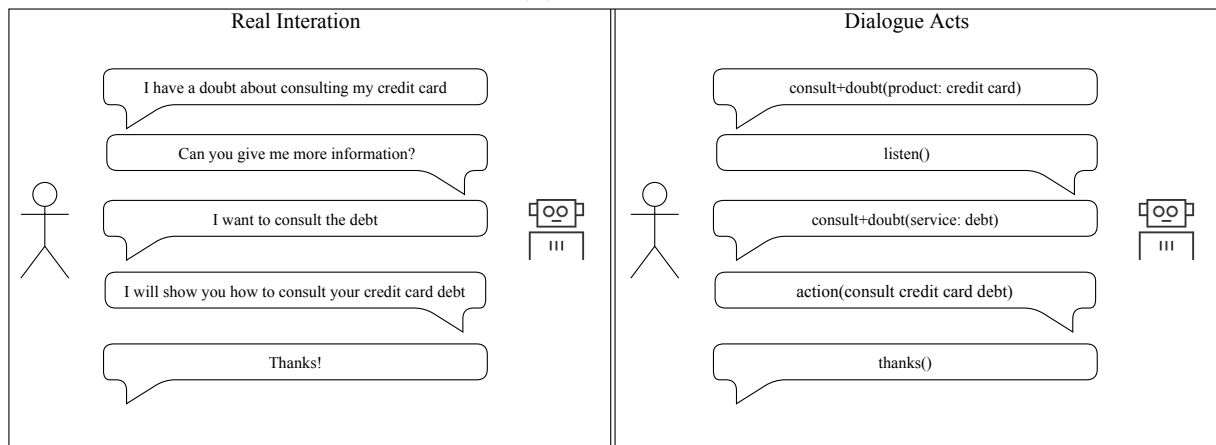 Real Interation
I have a doubt about consulting my credit card
Can you give me more information?
I want to consult the debt
I will show you how to consult your credit card debt
Thanks!
Dialogue Acts
consult+doubt(product: credit card)
listen()
consult+doubt(service: debt)
action(consult credit card debt)
thanks()